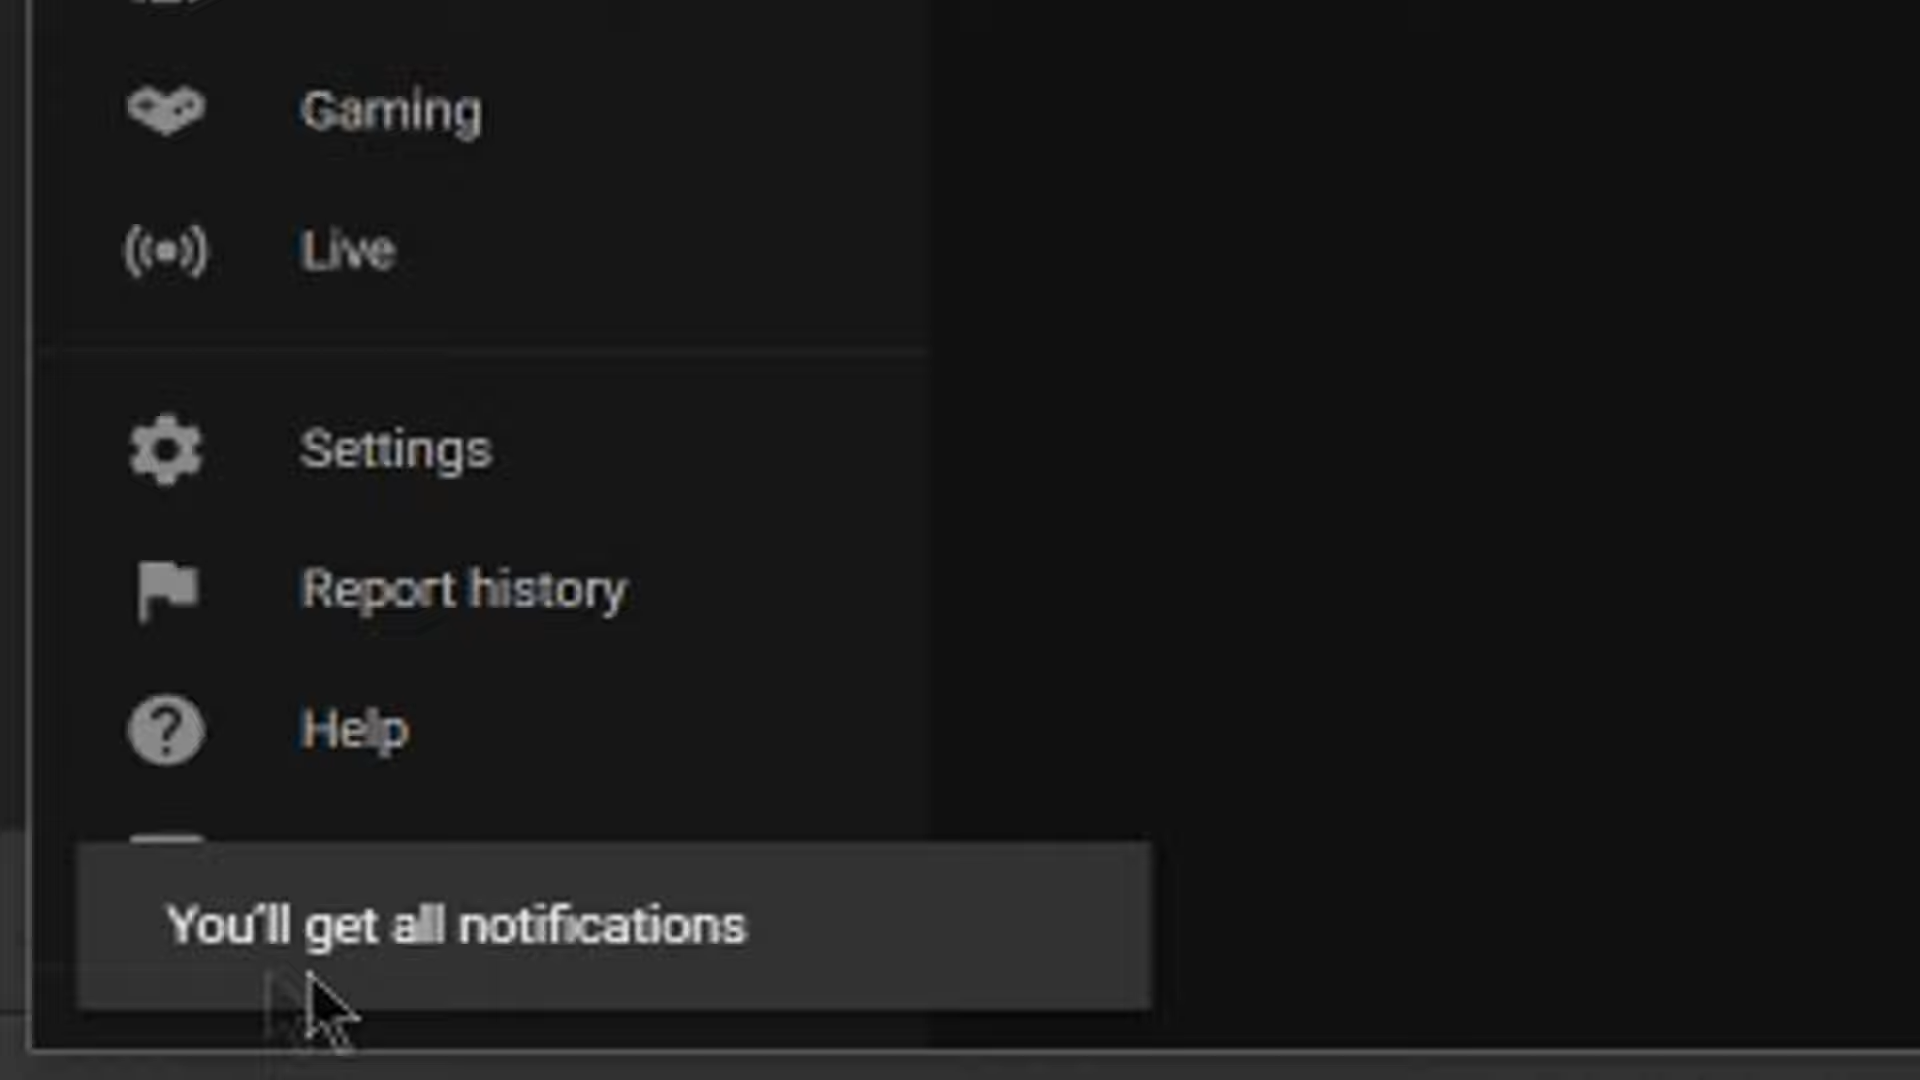 Gaming
Live
Settings
Report history
Help
You'll get all notifications